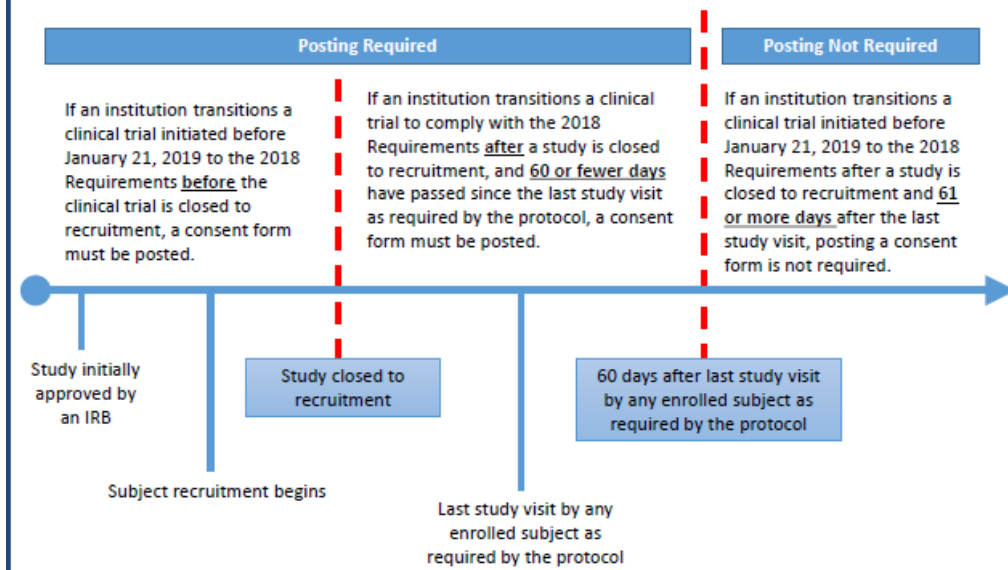 Posting Required
Posting Not Required
If an institution transitions a
clinical trial initiated before
January 21, 2019 to the 2018
Requirements before the
clinical trial is closed to
recruitment, a consent form
must be posted.
If an institution transitions a clinical
trial to comply with the 2018
Requirements after a study is closed
to recruitment, and 60 or fewer days
have passed since the last study visit
as required by the protocol, a consent
form must be posted.
If an institution transitions a
clinical trial initiated before
January 21, 2019 to the 2018
Requirements after a study is
closed to recruitment and 61
or more days after the last
study visit, posting a consent
form is not required.
Study initially
approved by
an IRB
Subject recruitment begins
Study closed to
recruitment
Last study visit by any
enrolled subject as
required by the protocol
60 days after last study visit
by any enrolled subject as
required by the protocol